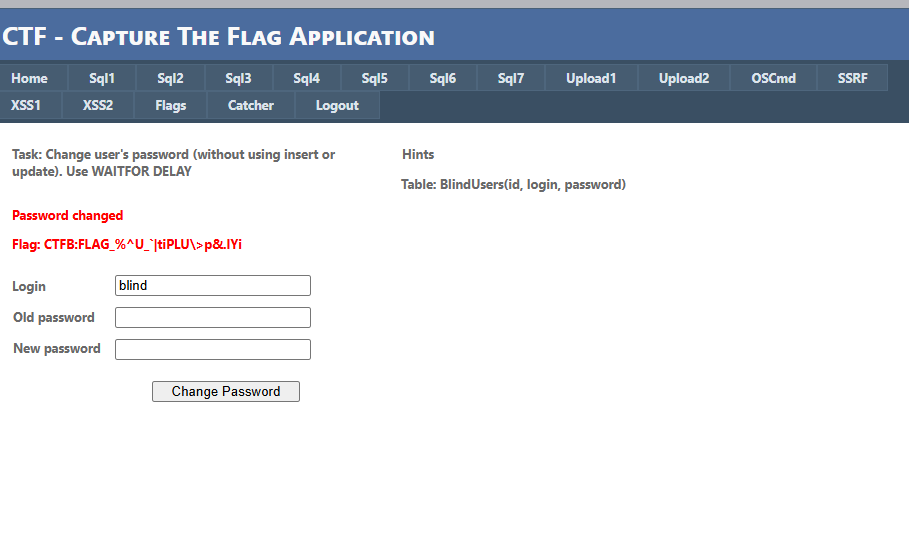 CTF - Capture The Flag Application
Home Sql1 Sql2 Sql3 Sql4 Sql5 Sql6 Sql7 Upload1 Upload2 OSCmd SSRF
XSS1 XSS2 Flags Catcher Logout
Task: Change user's password (without using insert or
update). Use WAITFOR DELAY
Hints
Table: BlindUsers(id, login, password)
Password changed
Flag: CTFB:FLAG_%^U_`|tiPLU\>p&.lYi
Login blind
Old password
New password
Change Password